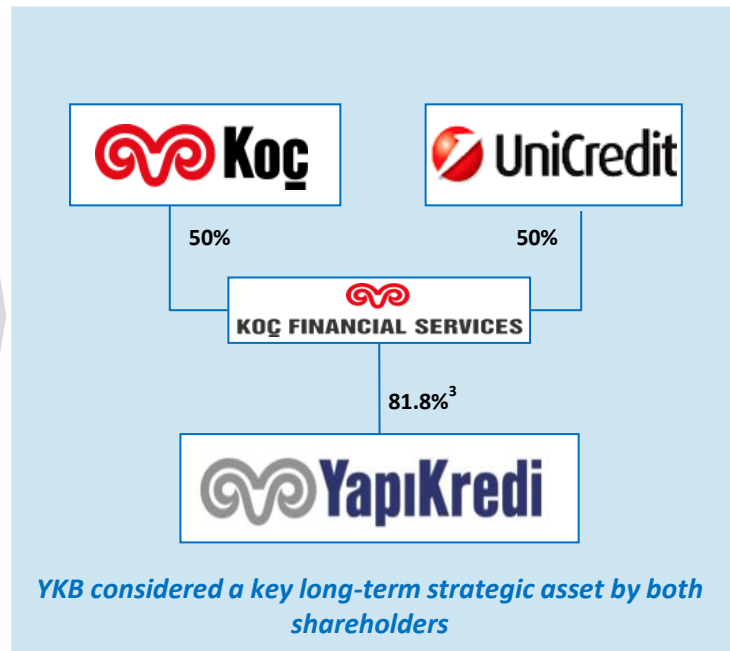 Koç
UniCredit
50%
50%
KOÇ FINANCIAL SERVICES
81.8%³
YapıKredi
YKB considered a key long-term strategic asset by both
shareholders